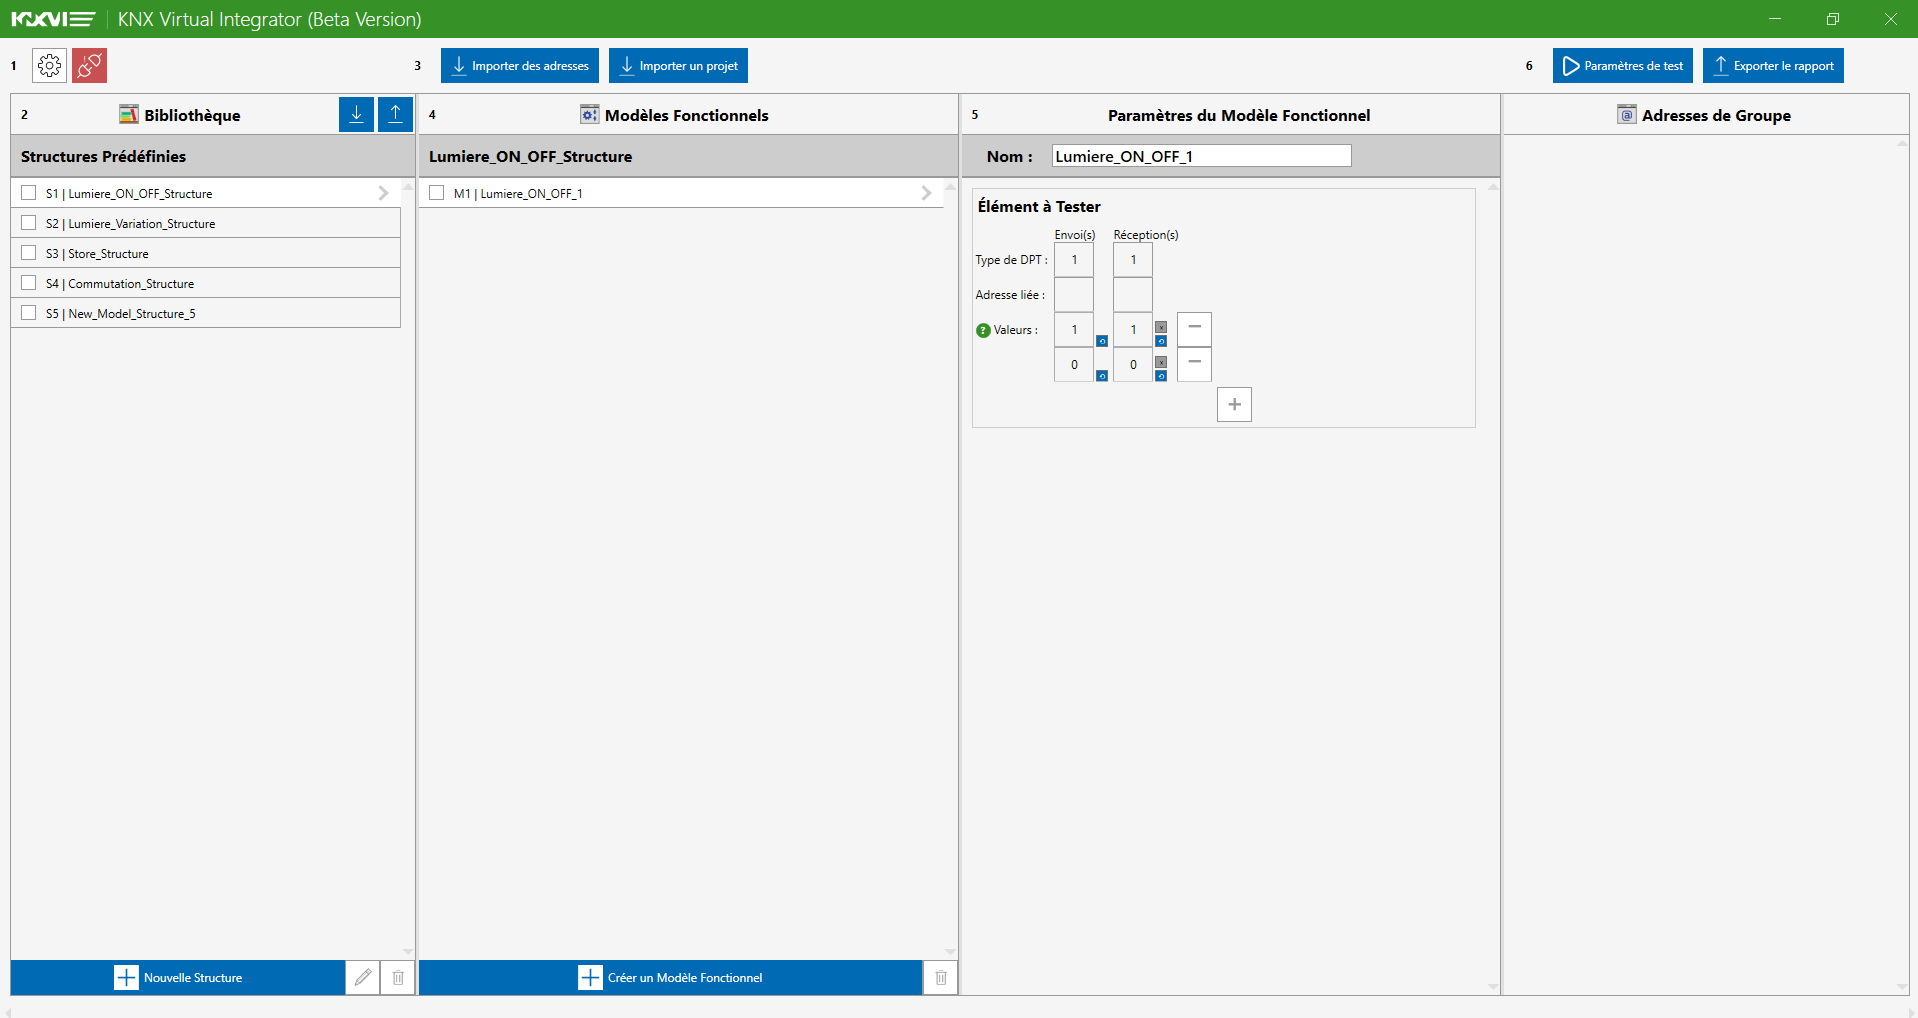 KNXVI KNX Virtual Integrator (Beta Version)
1
3 Importer des adresses Importer un projet
6 Paramètres de test Exporter le rapport
2 Bibliothèque
Structures Prédéfinies
S1 | Lumiere_ON_OFF_Structure
S2 | Lumiere_Variation_Structure
S3 | Store_Structure
S4 | Commutation_Structure
S5 | New_Model_Structure_5
Nouvelle Structure
4 Modèles Fonctionnels
Lumiere_ON_OFF_Structure
M1 | Lumiere_ON_OFF_1
Créer un Modèle Fonctionnel
5 Paramètres du Modèle Fonctionnel
Nom : Lumiere_ON_OFF_1
Élément à Tester
Envoi(s) Réception(s)
Type de DPT : 1 1
Adresse liée :
? Valeurs : 1 1
0 0
@ Adresses de Groupe